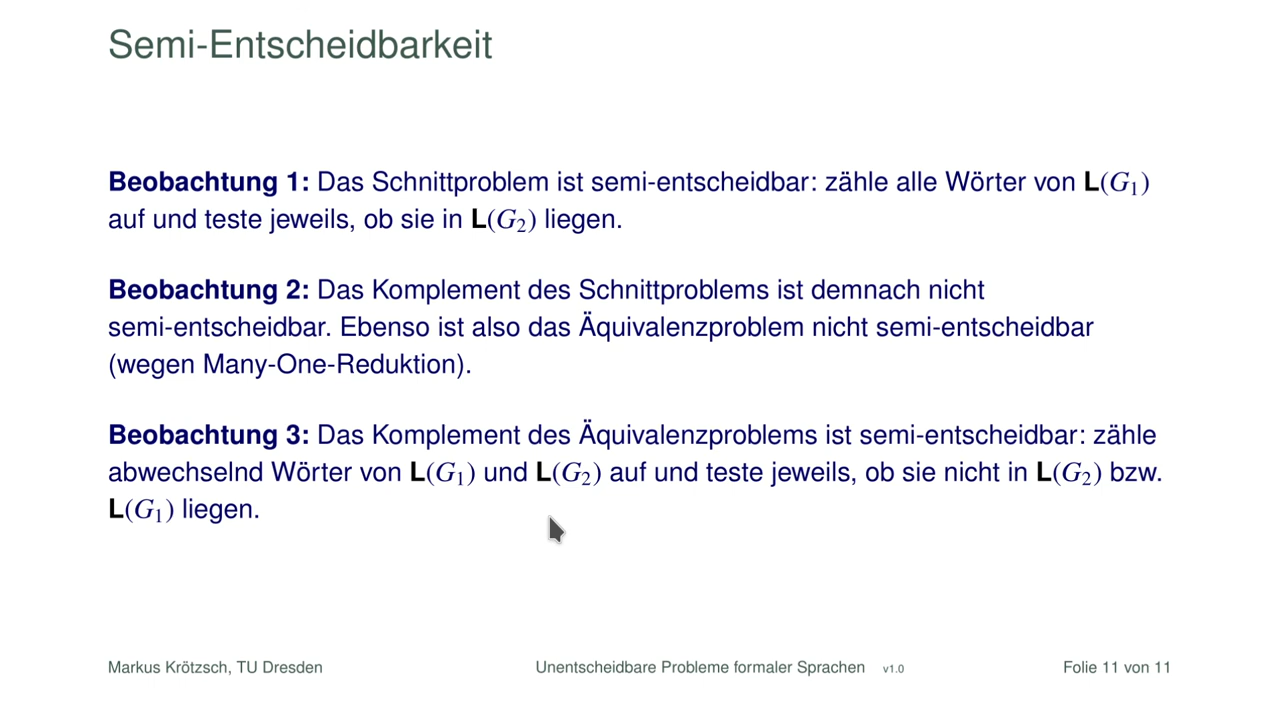 Semi-Entscheidbarkeit
Beobachtung 1: Das Schnittproblem ist semi-entscheidbar: zähle alle Wörter von L(G₁)
auf und teste jeweils, ob sie in L(G₂) liegen.
Beobachtung 2: Das Komplement des Schnittproblems ist demnach nicht
semi-entscheidbar. Ebenso ist also das Äquivalenzproblem nicht semi-entscheidbar
(wegen Many-One-Reduktion).
Beobachtung 3: Das Komplement des Äquivalenzproblems ist semi-entscheidbar: zähle
abwechselnd Wörter von L(G₁) und L(G₂) auf und teste jeweils, ob sie nicht in L(G₂) bzw.
L(G₁) liegen.
Markus Krötzsch, TU Dresden Unentscheidbare Probleme formaler Sprachen v1.0 Folie 11 von 11